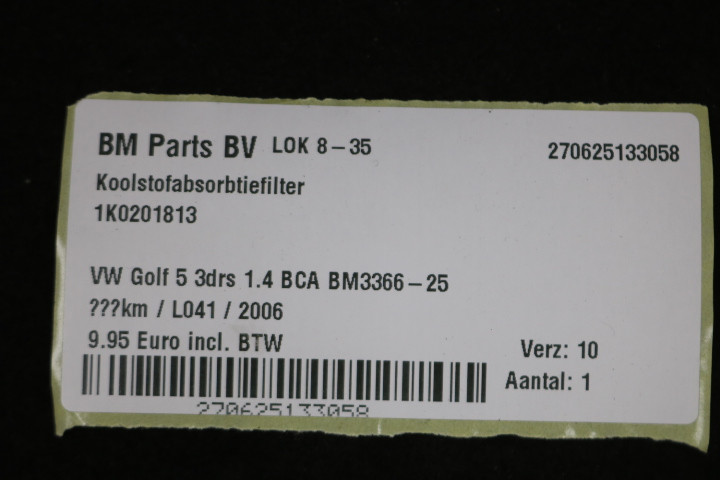 BM Parts BV LOK 8-35
270625133058
Koolstofabsorbtiefilter
1K0201813
VW Golf 5 3drs 1.4 BCA BM3366-25
???km / L041 / 2006
9.95 Euro incl. BTW
Verz: 10
Aantal: 1
270625133058